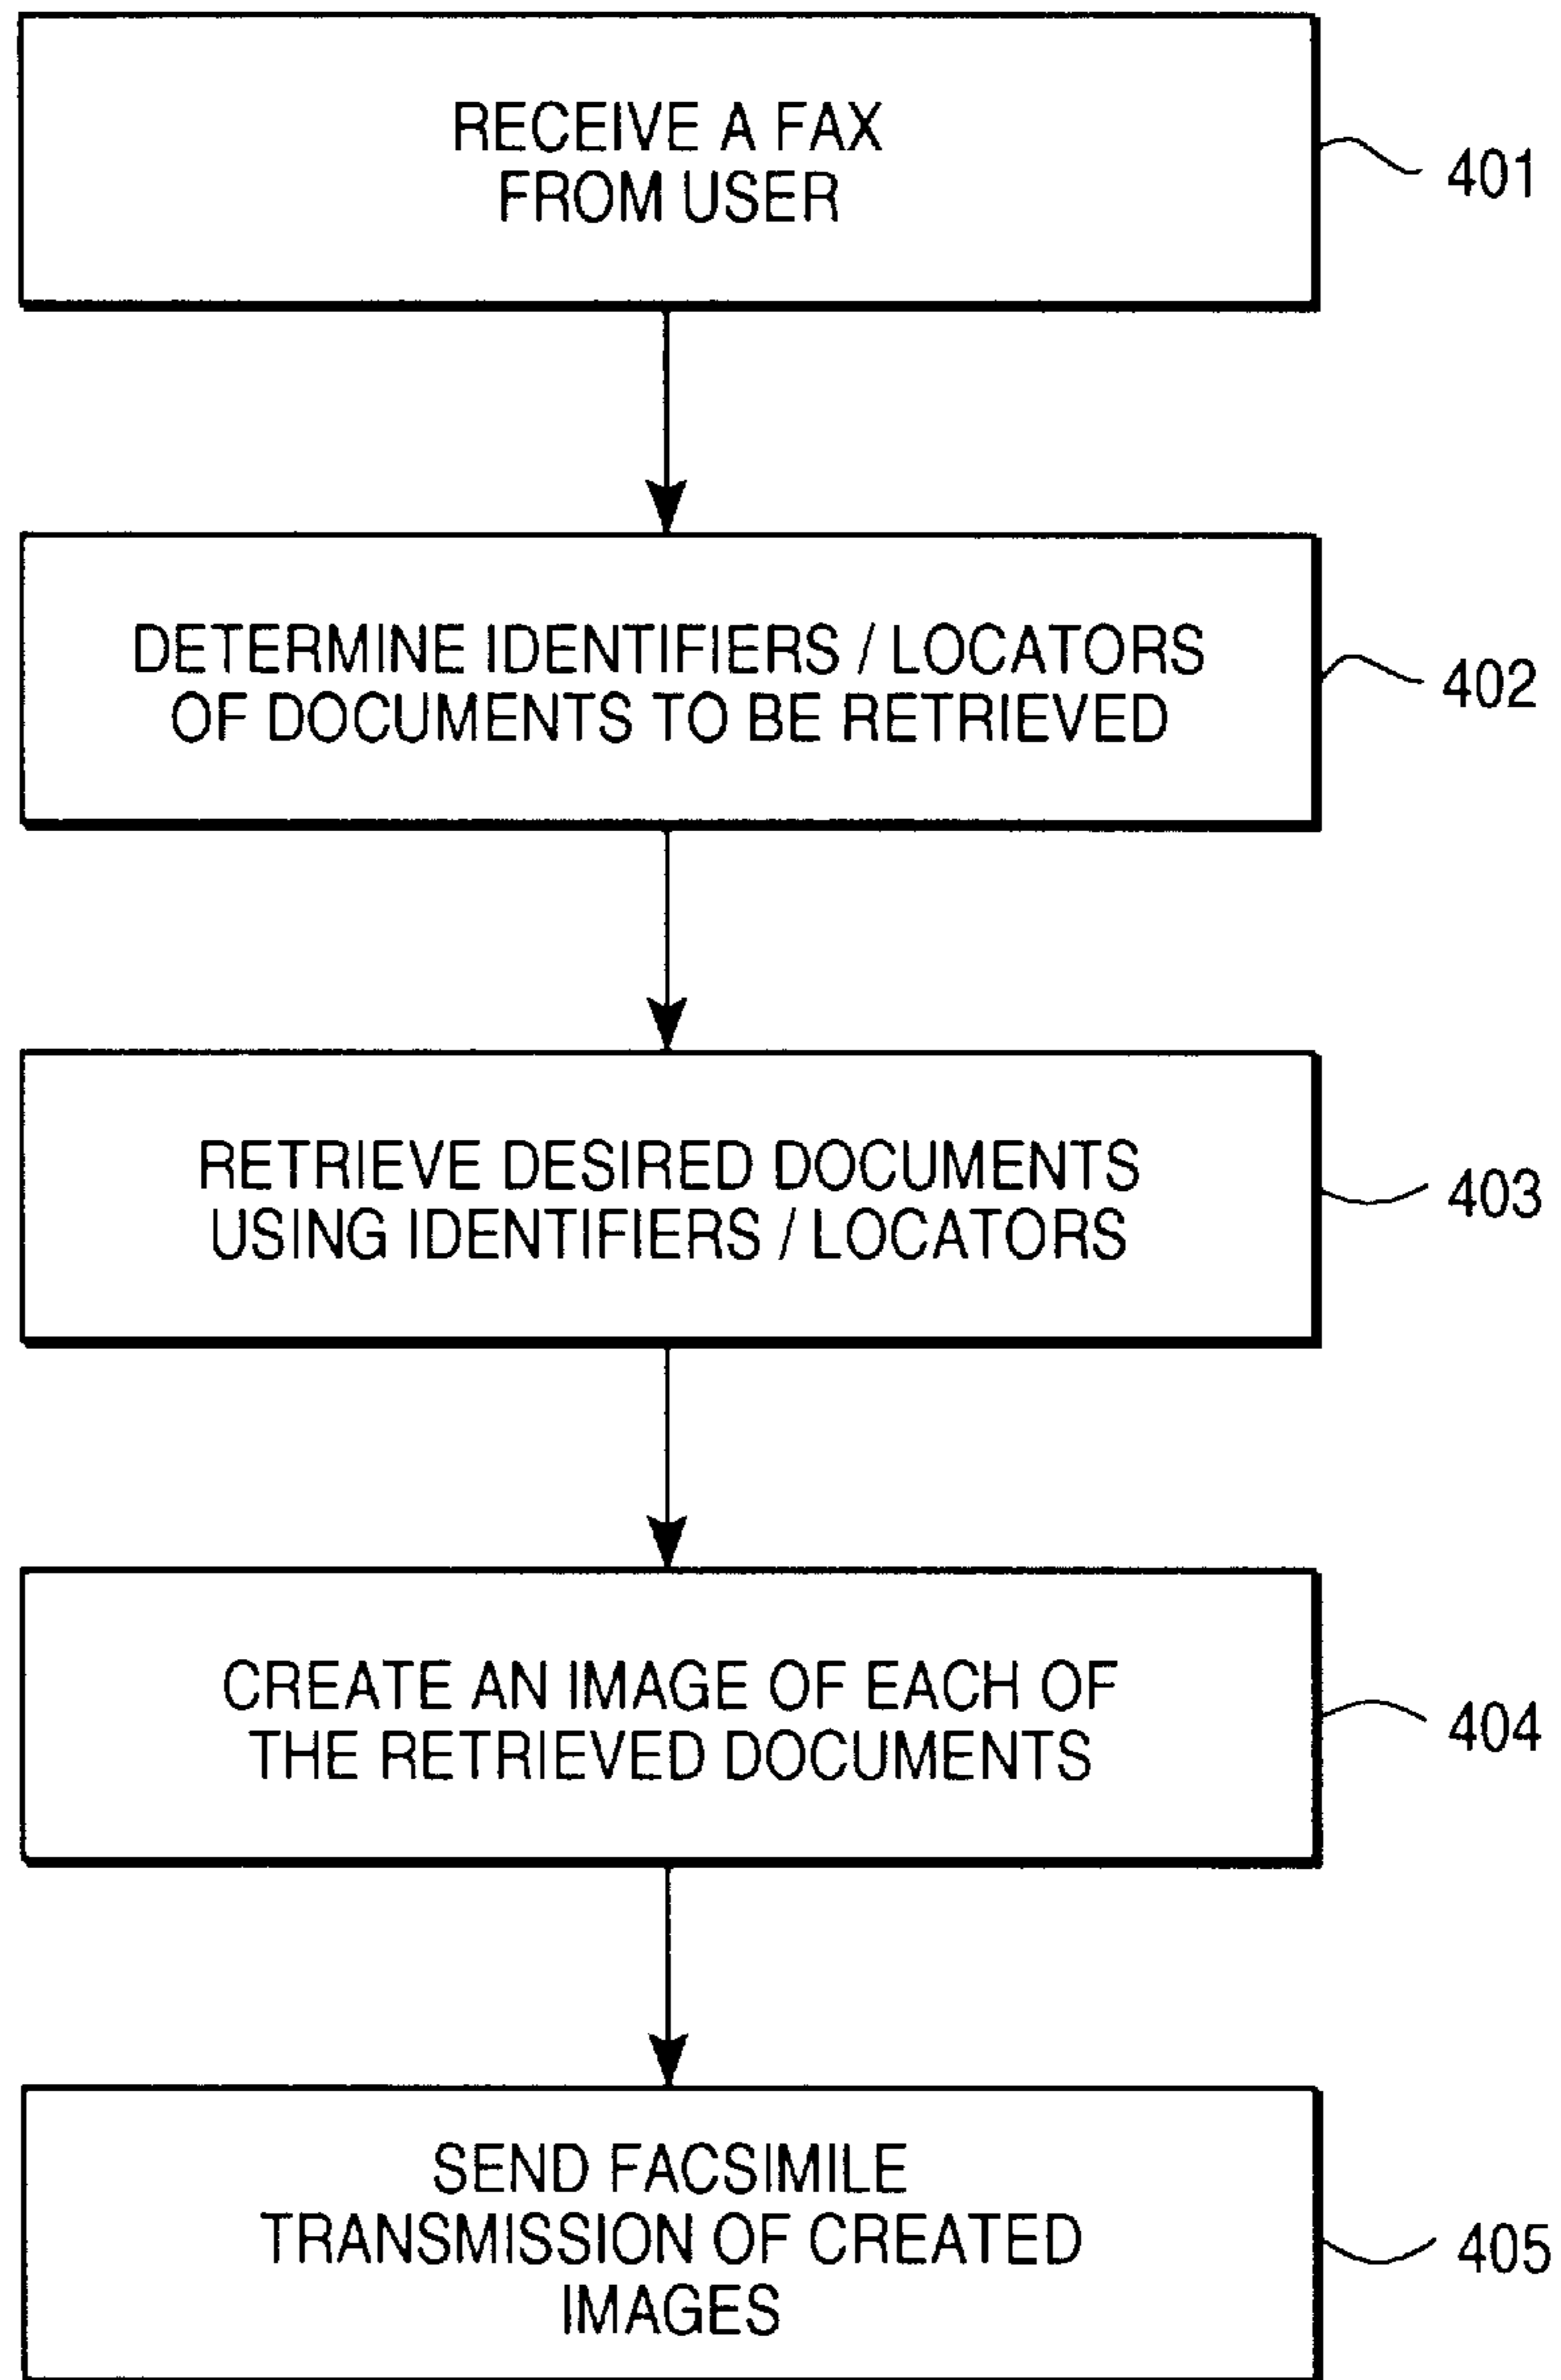 RECEIVE A FAX
FROM USER
401
DETERMINE IDENTIFIERS / LOCATORS
OF DOCUMENTS TO BE RETRIEVED
402
RETRIEVE DESIRED DOCUMENTS
USING IDENTIFIERS / LOCATORS
403
CREATE AN IMAGE OF EACH OF
THE RETRIEVED DOCUMENTS
404
SEND FACSIMILE
TRANSMISSION OF CREATED
IMAGES
405